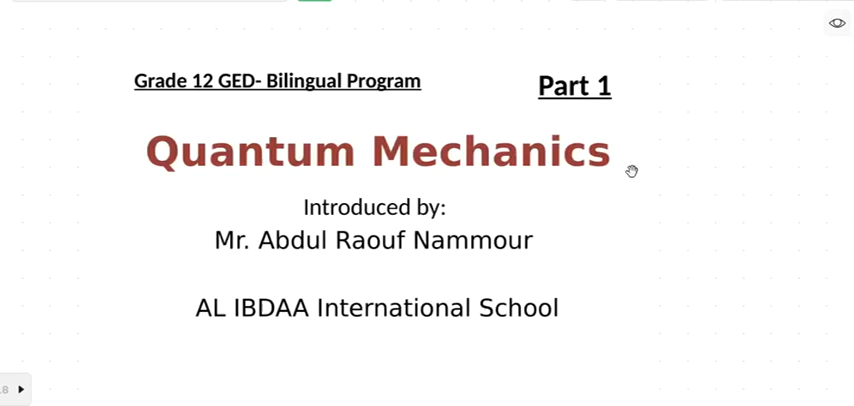 Grade 12 GED- Bilingual Program
Part 1
Quantum Mechanics
Introduced by:
Mr. Abdul Raouf Nammour
AL IBDAA International School